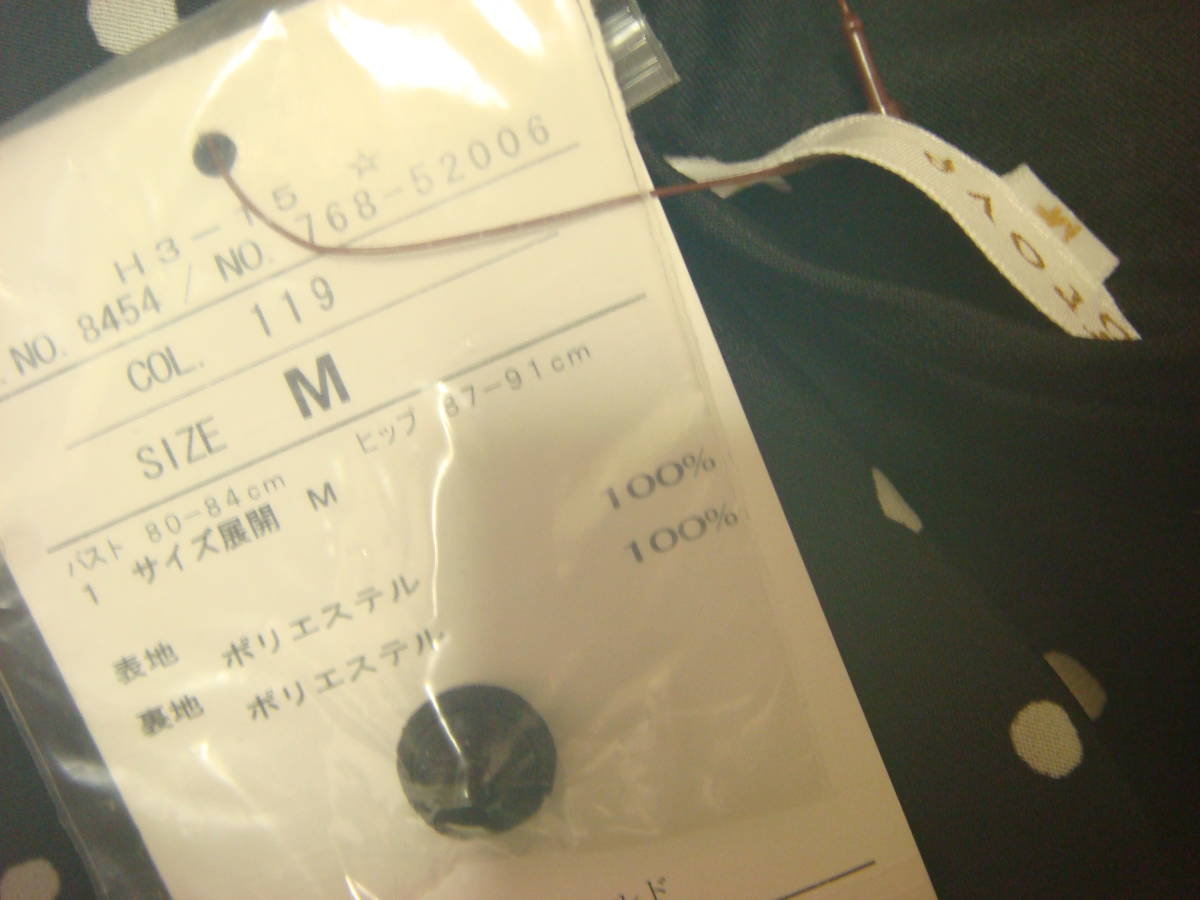 H3-15 ☆
NO. 8454 / NO. 768-52006
COL. 119
SIZE M
バスト 80-84cm ヒップ 87-91cm
1 サイズ展開 M
表地 ポリエステル 100%
裏地 ポリエステル 100%
ルド
M